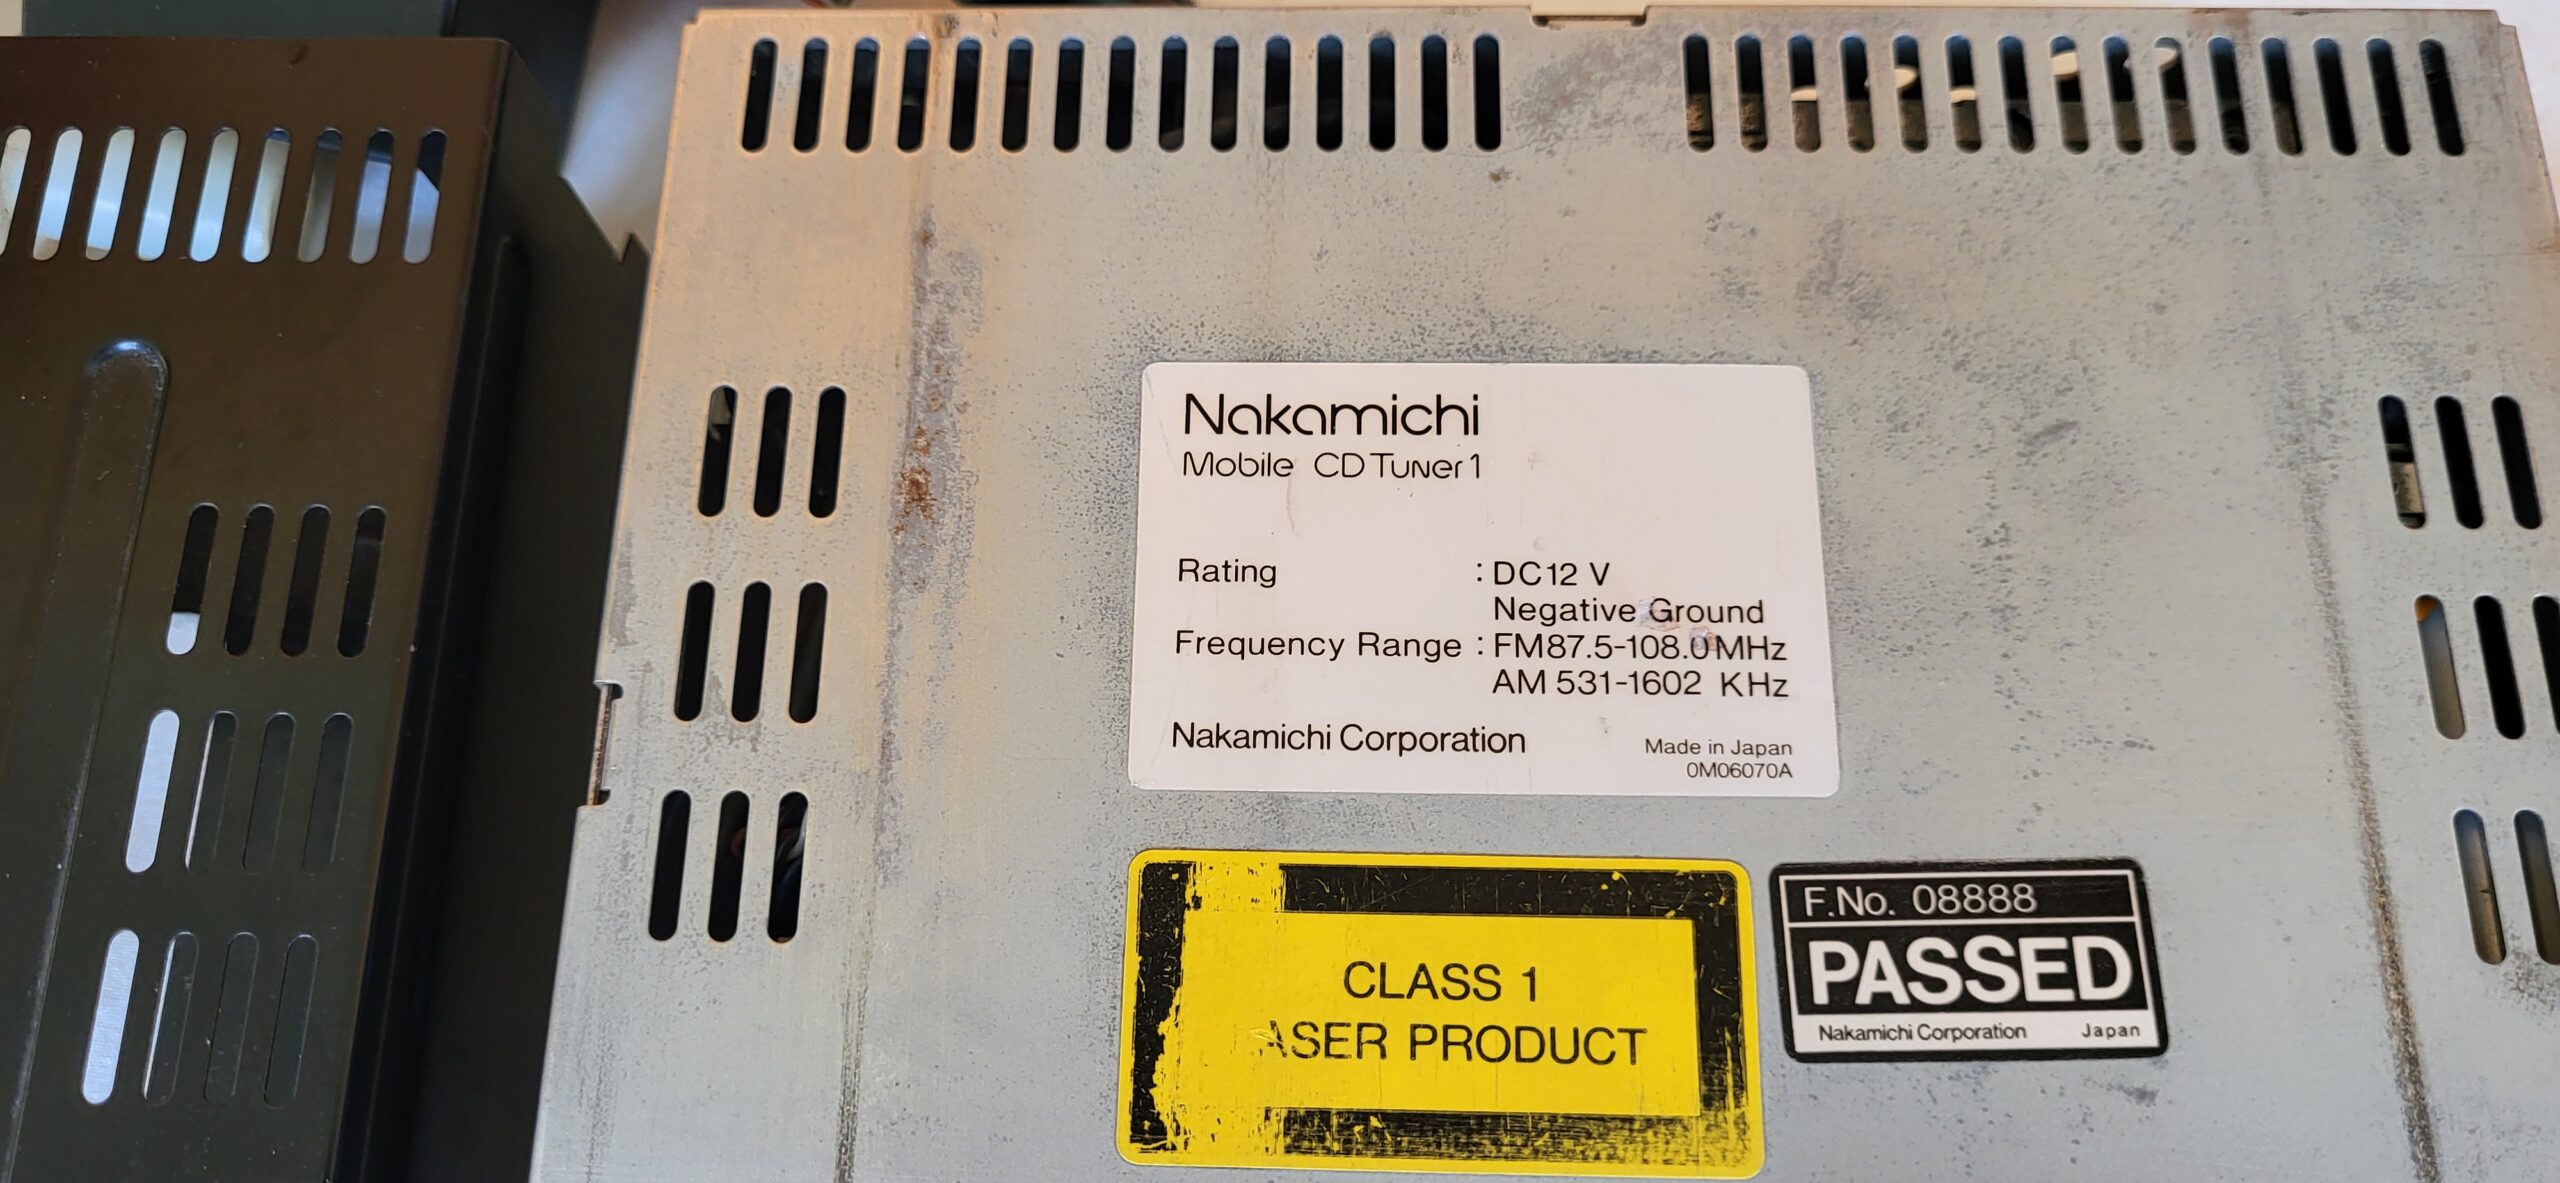 Nakamichi
Mobile CD Tuner 1
Rating : DC12 V
Negative Ground
Frequency Range : FM87.5-108.0MHz
AM 531-1602 KHz
Nakamichi Corporation
Made in Japan
0M06070A
CLASS 1
ASER PRODUCT
F.No. 08888
PASSED
Nakamichi Corporation Japan